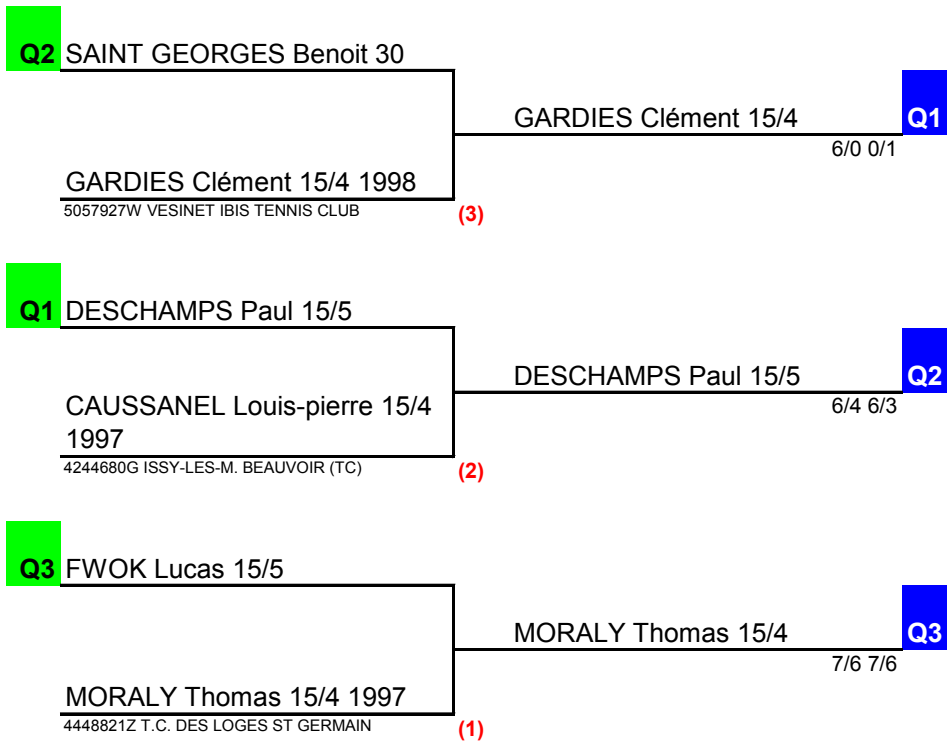 Q2 SAINT GEORGES Benoit 30
GARDIES Clément 15/4 Q1
6/0 0/1
GARDIES Clément 15/4 1998
5057927W VESINET IBIS TENNIS CLUB (3)
Q1 DESCHAMPS Paul 15/5
DESCHAMPS Paul 15/5 Q2
6/4 6/3
CAUSSANEL Louis-pierre 15/4
1997
4244680G ISSY-LES-M. BEAUVOIR (TC) (2)
Q3 FWOK Lucas 15/5
MORALY Thomas 15/4 Q3
7/6 7/6
MORALY Thomas 15/4 1997
4448821Z T.C. DES LOGES ST GERMAIN (1)